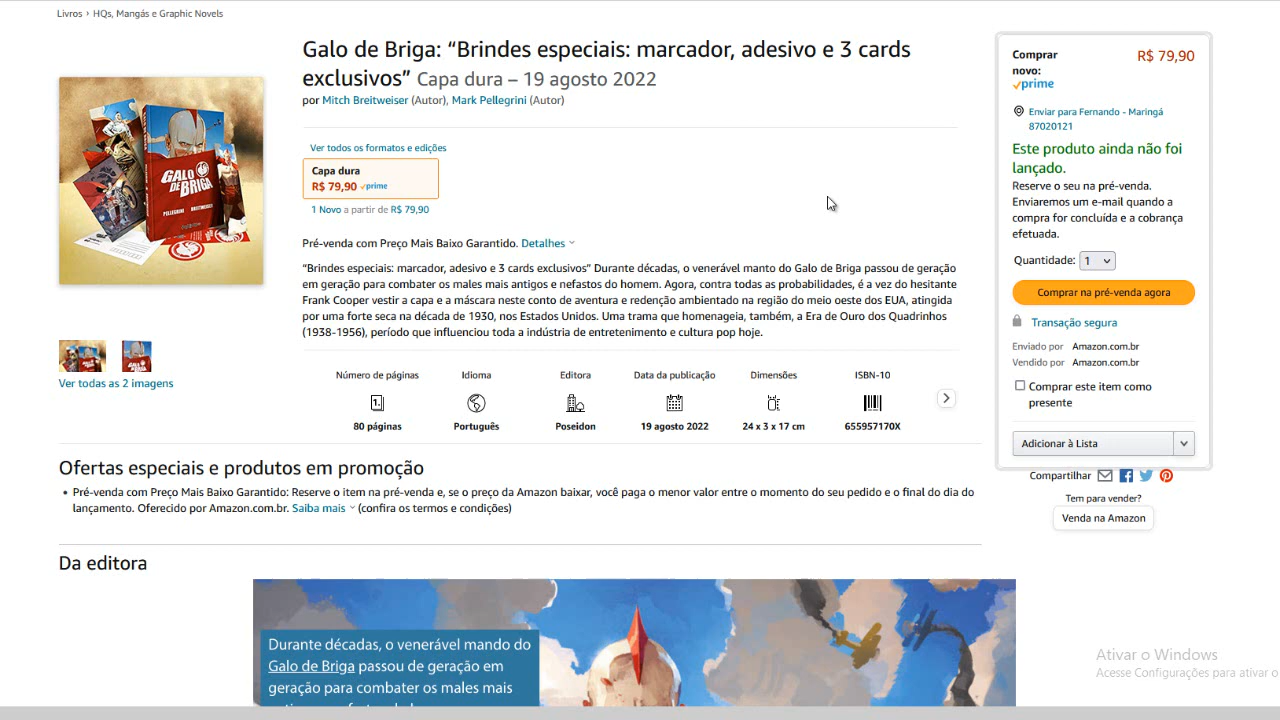 Livros › HQs, Mangás e Graphic Novels
Galo de Briga: “Brindes especiais: marcador, adesivo e 3 cards
exclusivos” Capa dura – 19 agosto 2022
por Mitch Breitweiser (Autor), Mark Pellegrini (Autor)
GALO
DE BRIGA
PELLEGRINI BREITWEISER
Ver todas as 2 imagens
Ver todos os formatos e edições
Capa dura
R$ 79,90 prime
1 Novo a partir de R$ 79,90
Pré-venda com Preço Mais Baixo Garantido. Detalhes
“Brindes especiais: marcador, adesivo e 3 cards exclusivos” Durante décadas, o venerável manto do Galo de Briga passou de geração
em geração para combater os males mais antigos e nefastos do homem. Agora, contra todas as probabilidades, é a vez do hesitante
Frank Cooper vestir a capa e a máscara neste conto de aventura e redenção ambientado na região do meio oeste dos EUA, atingida
por uma forte seca na década de 1930, nos Estados Unidos. Uma trama que homenageia, também, a Era de Ouro dos Quadrinhos
(1938-1956), período que influenciou toda a indústria de entretenimento e cultura pop hoje.
Número de páginas
80 páginas
Idioma
Português
Editora
Poseidon
Data da publicação
19 agosto 2022
Dimensões
24 x 3 x 17 cm
ISBN-10
655957170X
Comprar
novo:
R$ 79,90
prime
Enviar para Fernando - Maringá
87020121
Este produto ainda não foi
lançado.
Reserve o seu na pré-venda.
Enviaremos um e-mail quando a
compra for concluída e a cobrança
efetuada.
Quantidade: 1
Comprar na pré-venda agora
Transação segura
Enviado por Amazon.com.br
Vendido por Amazon.com.br
Comprar este item como
presente
Adicionar à Lista
Compartilhar
Tem para vender?
Venda na Amazon
Ofertas especiais e produtos em promoção
• Pré-venda com Preço Mais Baixo Garantido: Reserve o item na pré-venda e, se o preço da Amazon baixar, você paga o menor valor entre o momento do seu pedido e o final do dia do
lançamento. Oferecido por Amazon.com.br. Saiba mais (confira os termos e condições)
Da editora
Durante décadas, o venerável mando do
Galo de Briga passou de geração em
geração para combater os males mais
Ativar o Windows
Acesse Configurações para ativar o